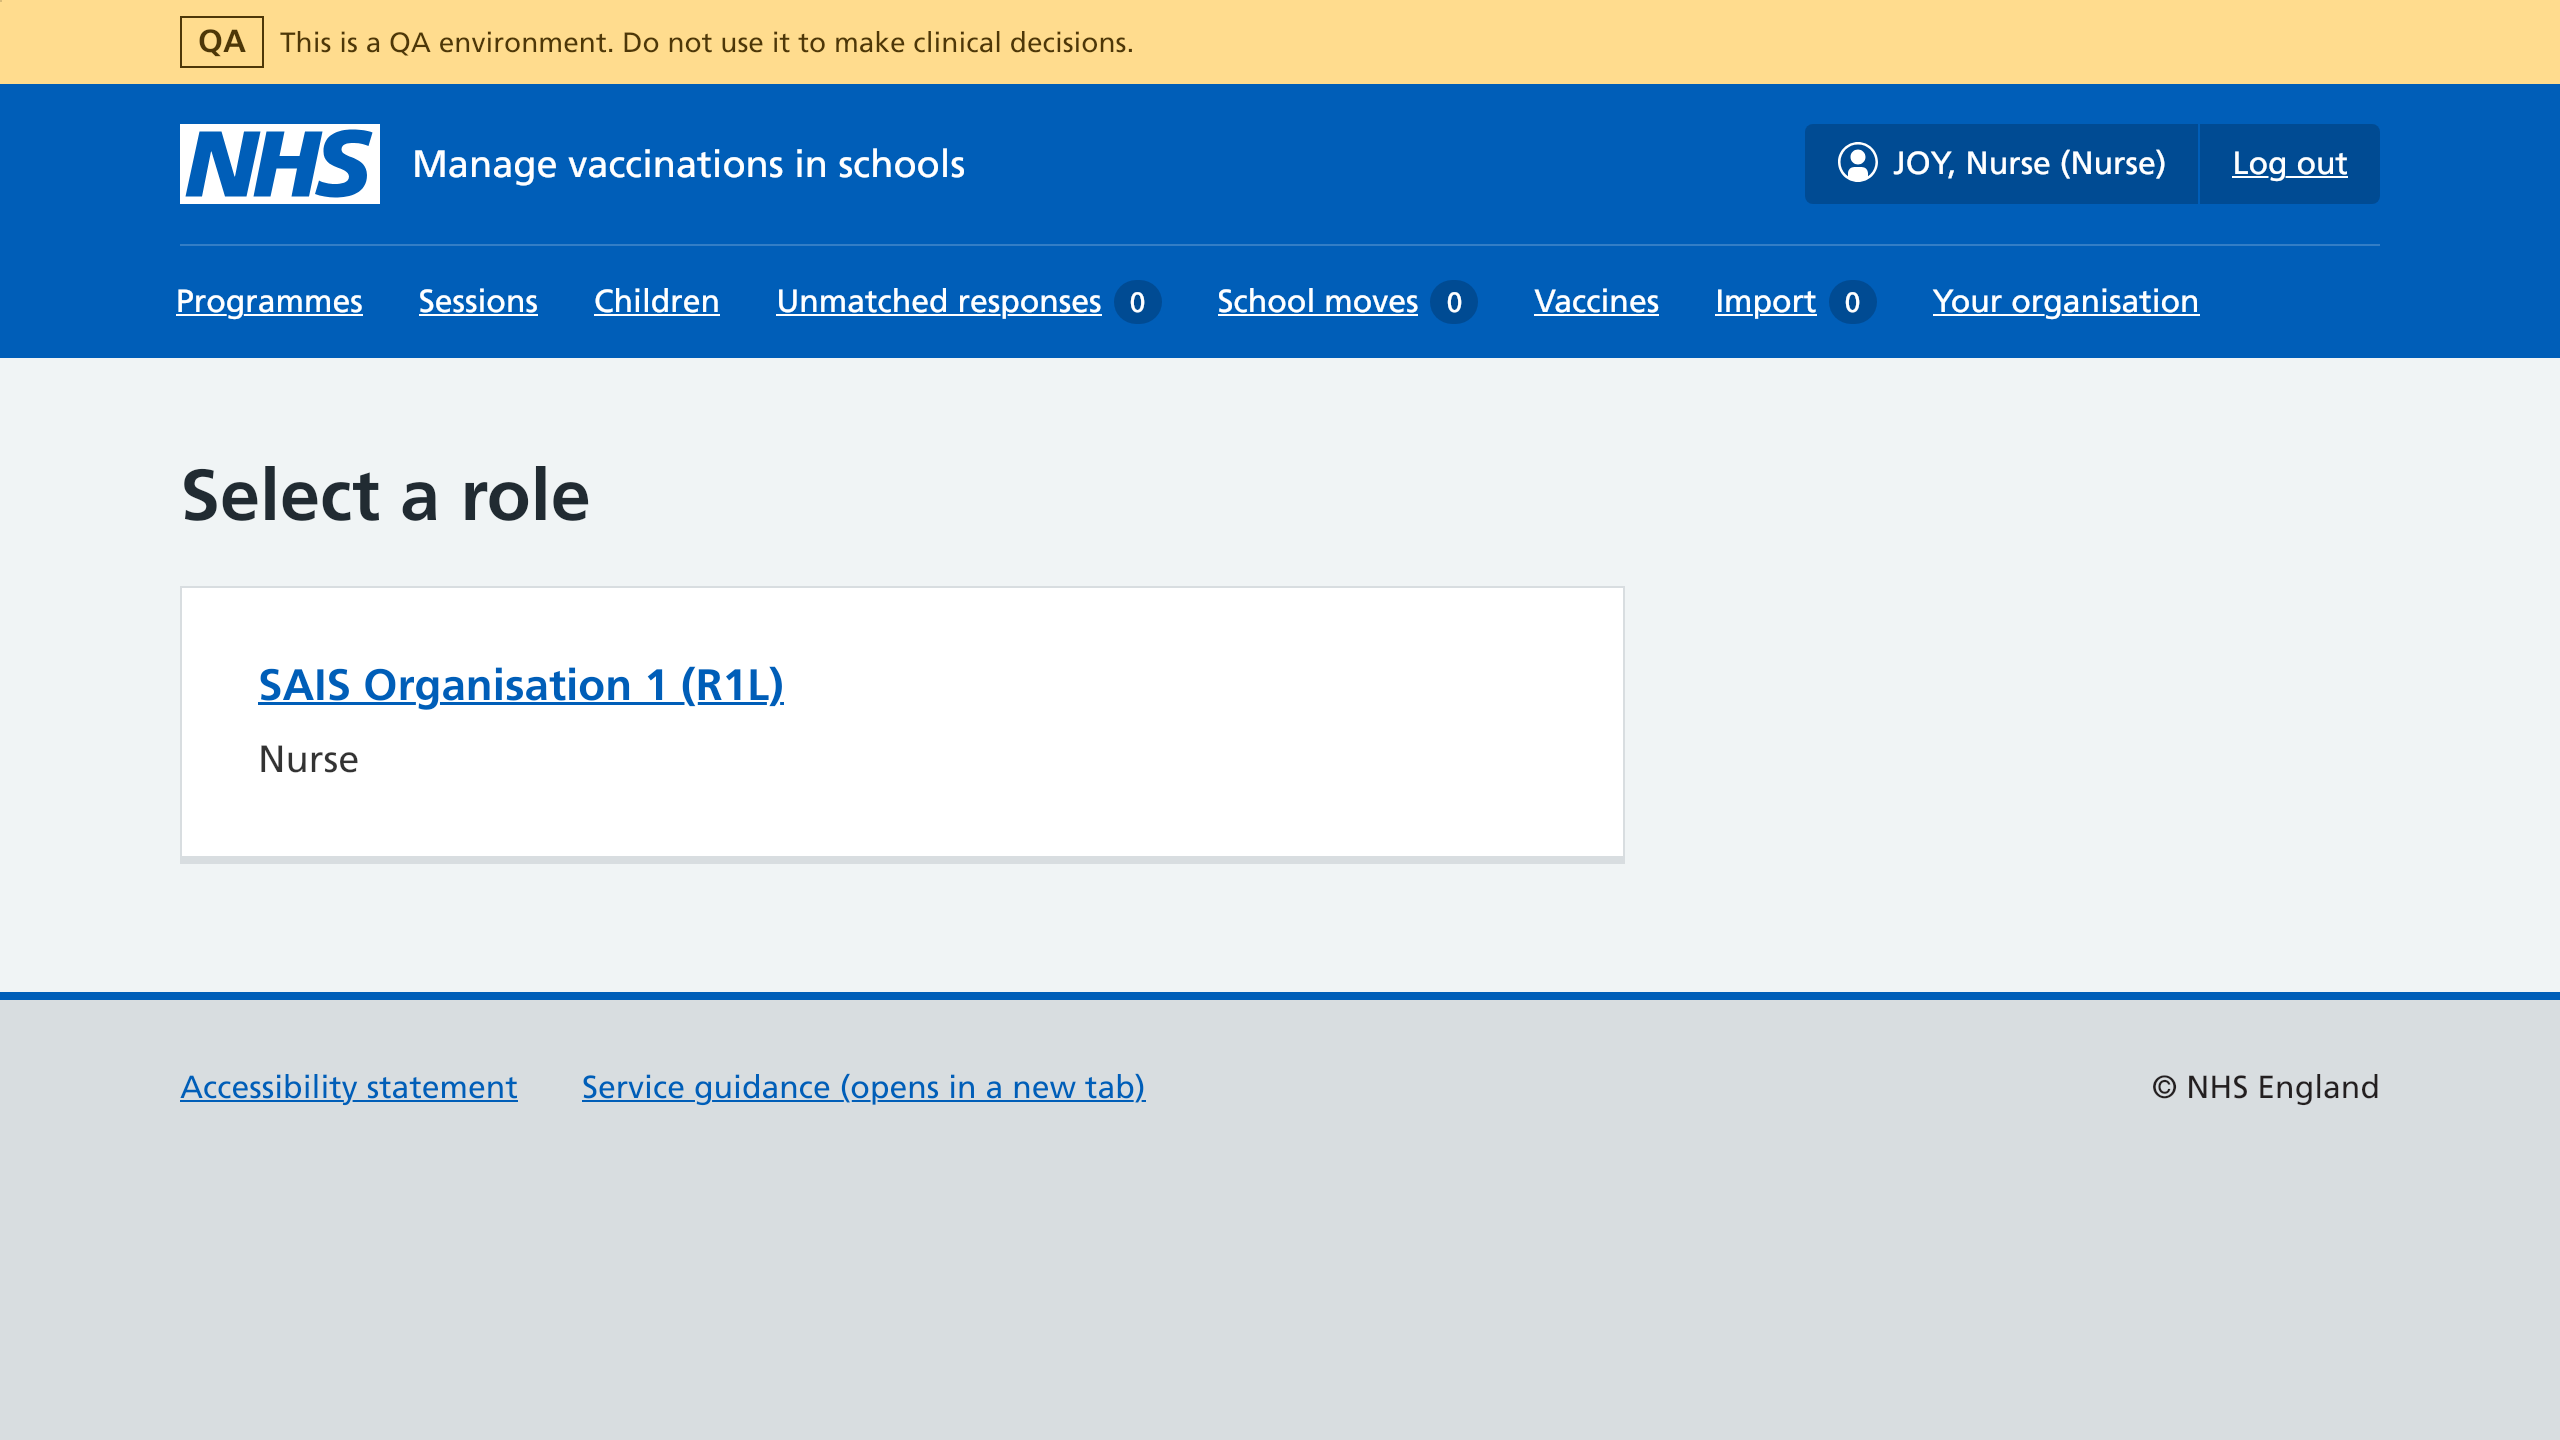 QA This is a QA environment. Do not use it to make clinical decisions.
NHS Manage vaccinations in schools JOY, Nurse (Nurse) Log out
Programmes Sessions Children Unmatched responses 0 School moves 0 Vaccines Import 0 Your organisation
Select a role
SAIS Organisation 1 (R1L)
Nurse
Accessibility statement Service guidance (opens in a new tab) © NHS England